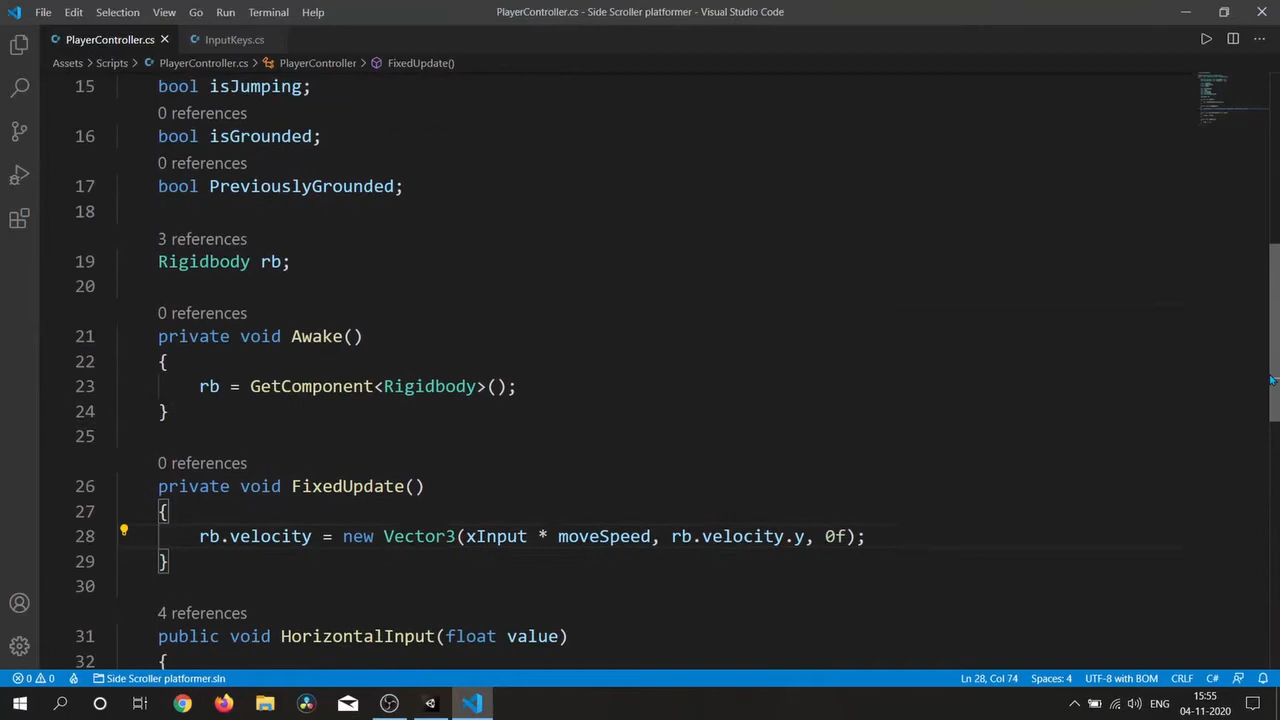 File Edit Selection View Go Run Terminal Help
PlayerController.cs - Side Scroller platformer - Visual Studio Code
PlayerController.cs InputKeys.cs
Assets Scripts PlayerController.cs PlayerController FixedUpdate()
15 bool isJumping;
0 references
16 bool isGrounded;
0 references
17 bool PreviouslyGrounded;
18
3 references
19 Rigidbody rb;
20
0 references
21 private void Awake()
22 {
23 rb = GetComponent<Rigidbody>();
24 }
25
0 references
26 private void FixedUpdate()
27 {
28 rb.velocity = new Vector3(xInput * moveSpeed, rb.velocity.y, 0f);
29 }
30
4 references
31 public void HorizontalInput(float value)
32 {
0 0 Side Scroller platformer.sln Ln 28, Col 74 Spaces: 4 UTF-8 with BOM CRLF C#
ENG 15:55
04-11-2020